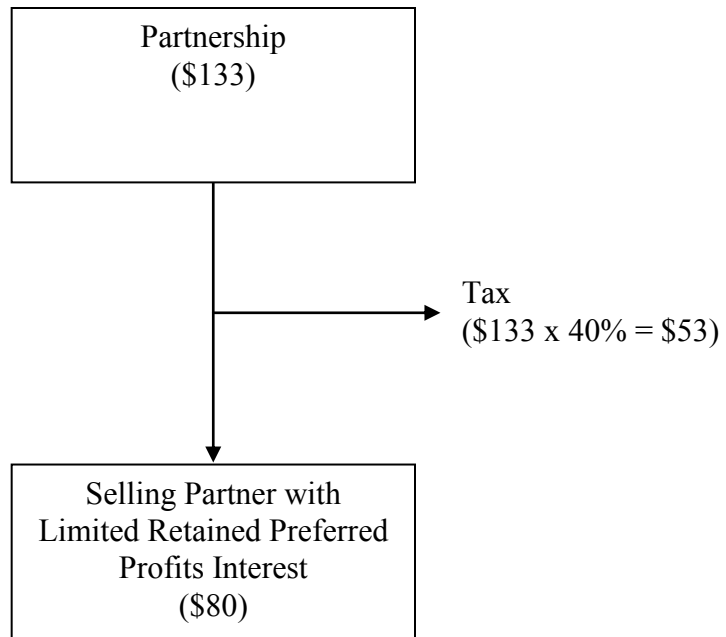 Partnership
($133)
Tax
($133 x 40% = $53)
Selling Partner with
Limited Retained Preferred
Profits Interest
($80)